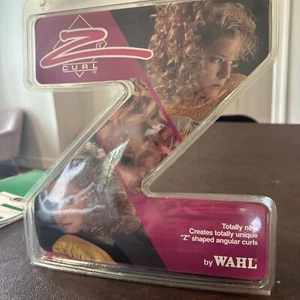 Z
CURL
Totally new
Creates totally unique
"Z" shaped angular curls
by WAHL